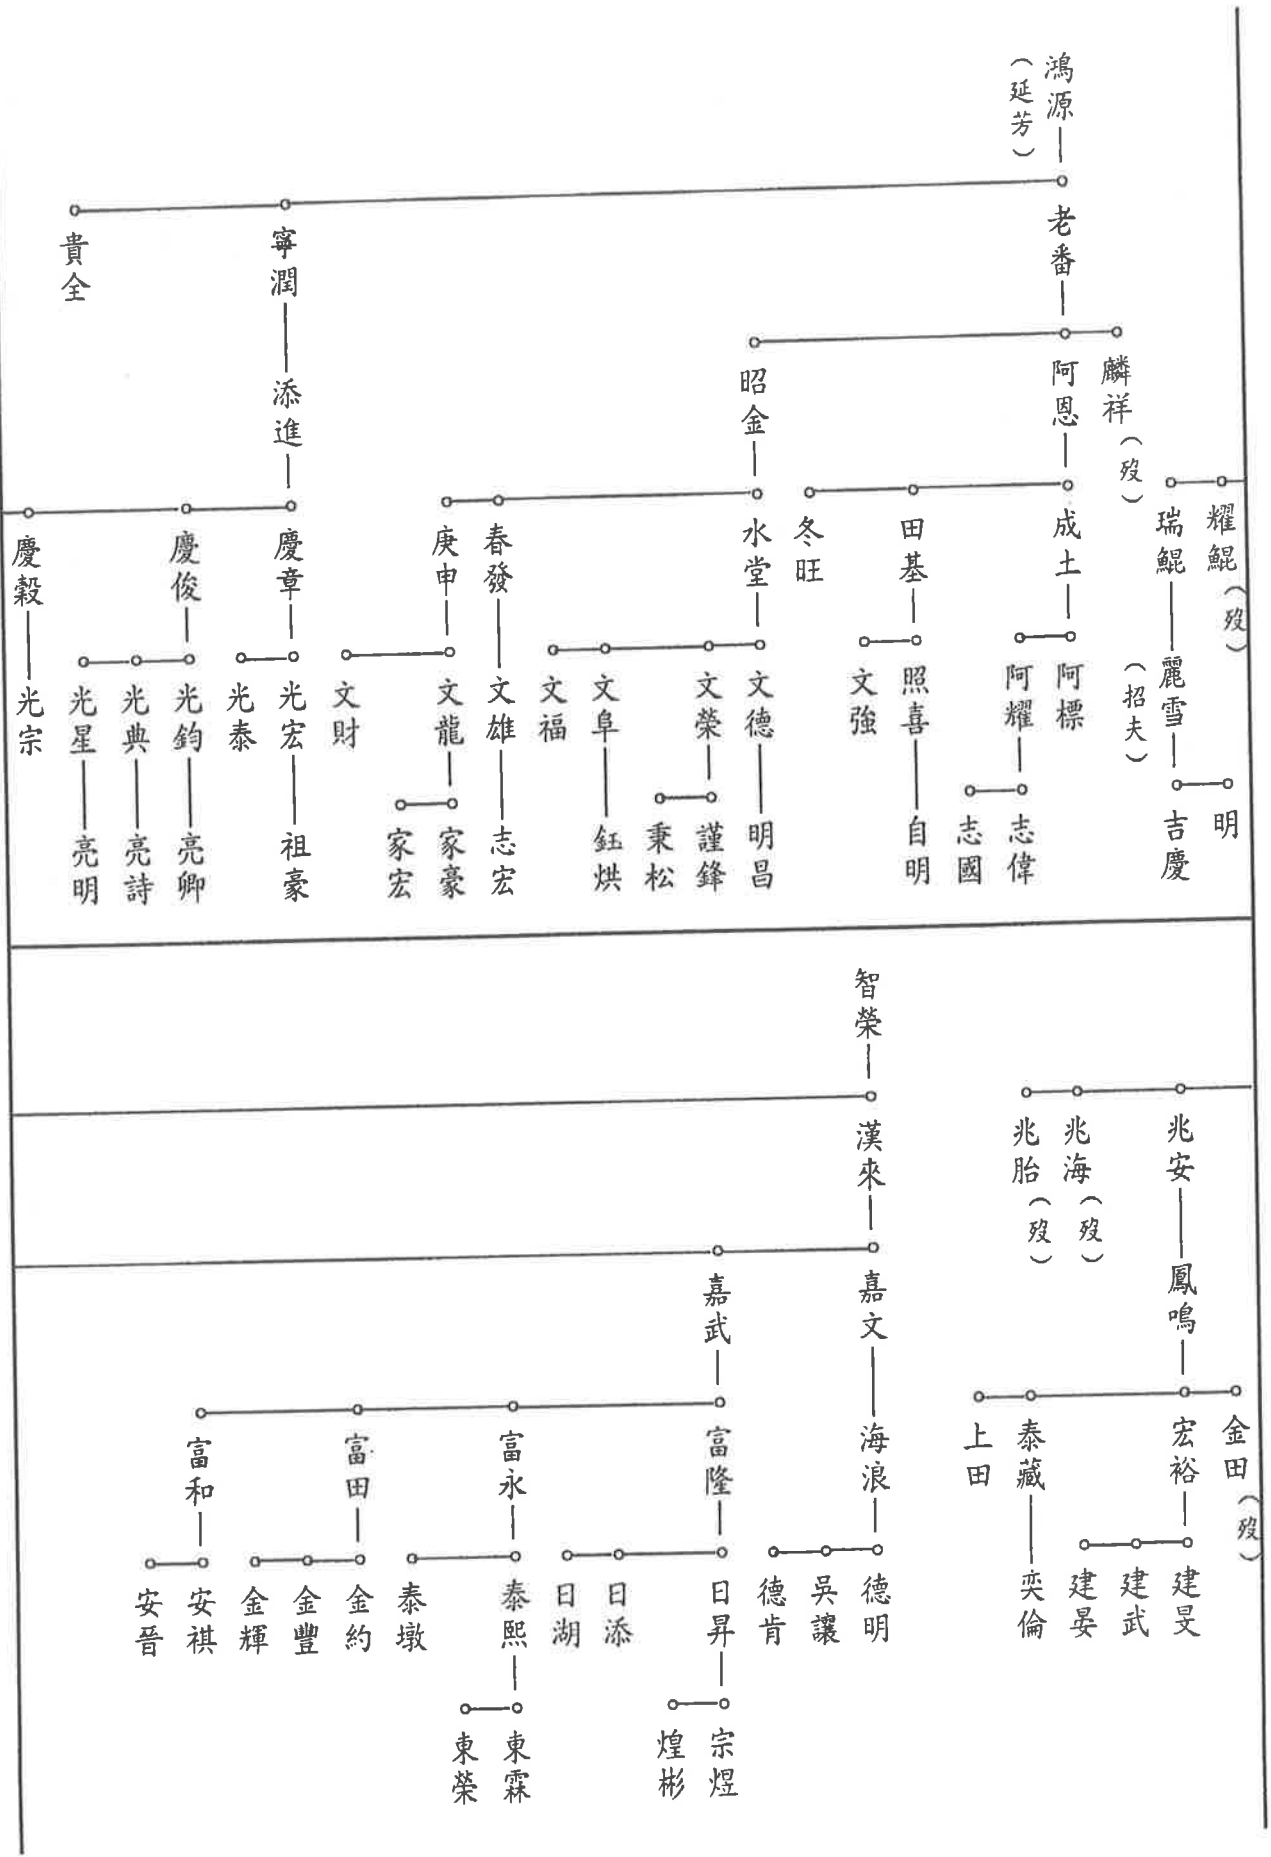 鴻源
（延芳）
老番
寧潤
貴全
麟祥
（歿）
阿恩
昭金
添進
耀鯤
（歿）
瑞鯤
成土
田基
冬旺
水堂
春發
庚申
慶章
慶俊
慶穀
麗雪
（招夫）
阿標
阿耀
照喜
文強
文德
文榮
文阜
文福
文雄
文龍
文財
光宏
光泰
光鈞
光典
光星
光宗
明
吉慶
志偉
志國
自明
明昌
謹鋒
秉松
鈺烘
志宏
家豪
家宏
祖豪
亮卿
亮詩
亮明
智榮
兆安
兆海
（歿）
兆胎
（歿）
漢來
鳳鳴
嘉文
嘉武
金田
（歿）
宏裕
泰藏
上田
海浪
富隆
富永
富田
富和
建旻
建武
建晏
奕倫
德明
吳讓
德肯
日昇
日添
日湖
泰熙
泰墩
金約
金豐
金輝
安祺
安晉
宗煜
煌彬
東霖
東榮